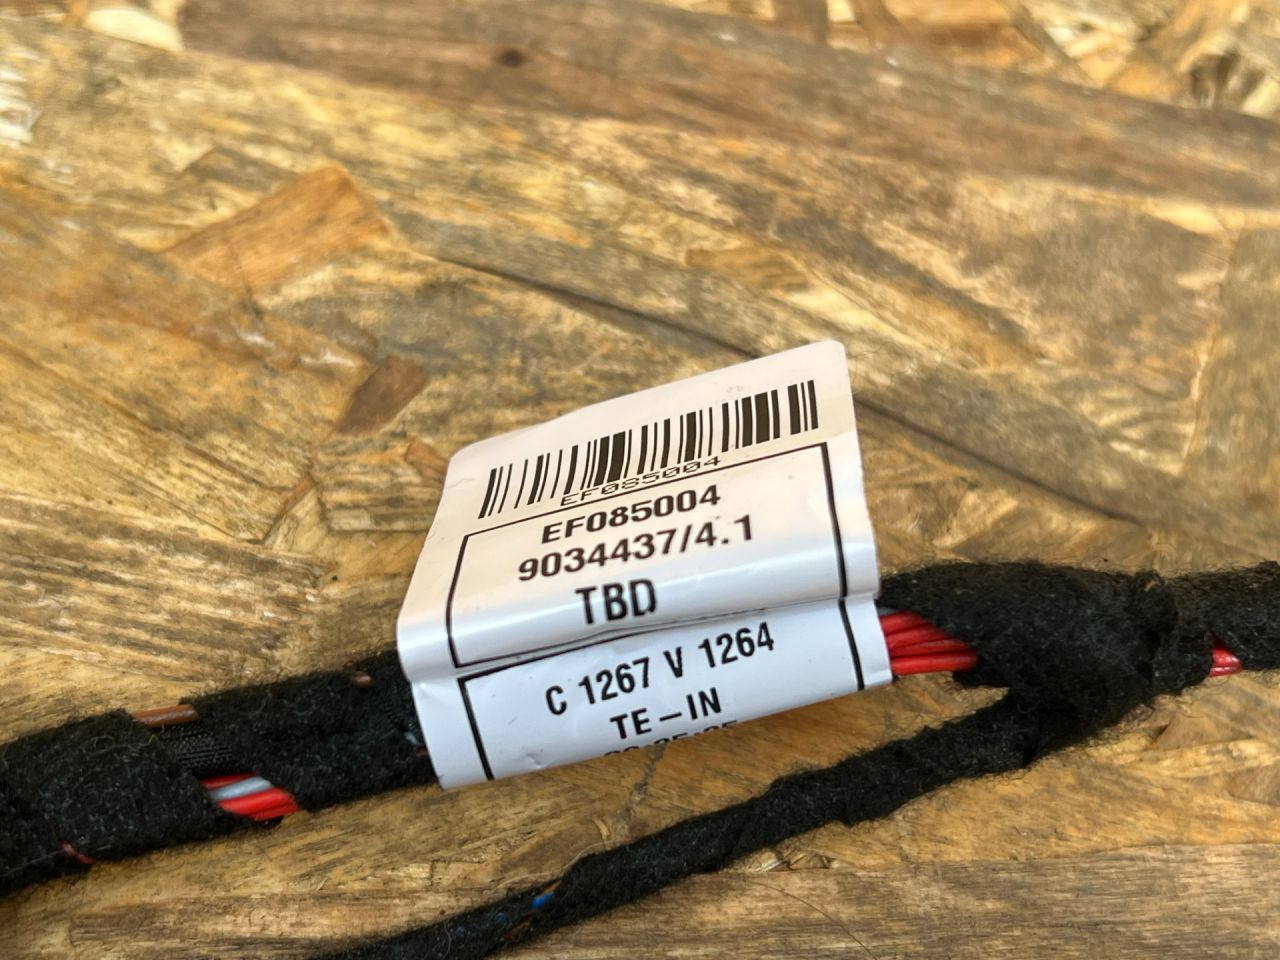 EF085004
EF085004
9034437/4.1
TBD
C 1267 V 1264
TE-IN